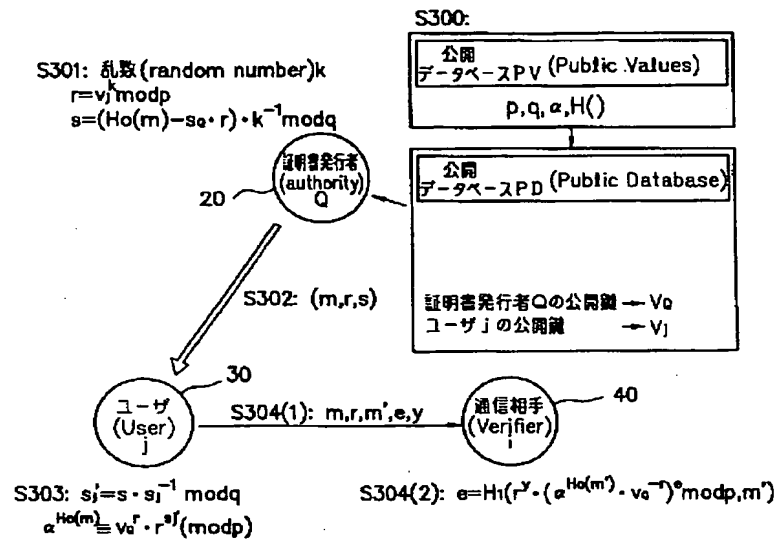 S300:
公開
データベースPV (Public Values)
p,q,α,H()
公開
データベースPD (Public Database)
証明書発行者Qの公開鍵 → VQ
ユーザjの公開鍵 → Vj
S301: 乱数(random number)k
r=vj^k modp
s=(Ho(m)-sQ・r)・k^-1 modq
証明書発行者
(authority)
Q
20
S302: (m,r,s)
30
ユーザ
(User)
j
S304(1): m,r,m',e,y
40
通信相手
(Verifier)
i
S303: sj'=s・sj^-1 modq
α^Ho(m)≡vQ^r・r^sj'(modp)
S304(2): e=H1(r^y・(α^Ho(m')・vQ^-r)^e modp,m')